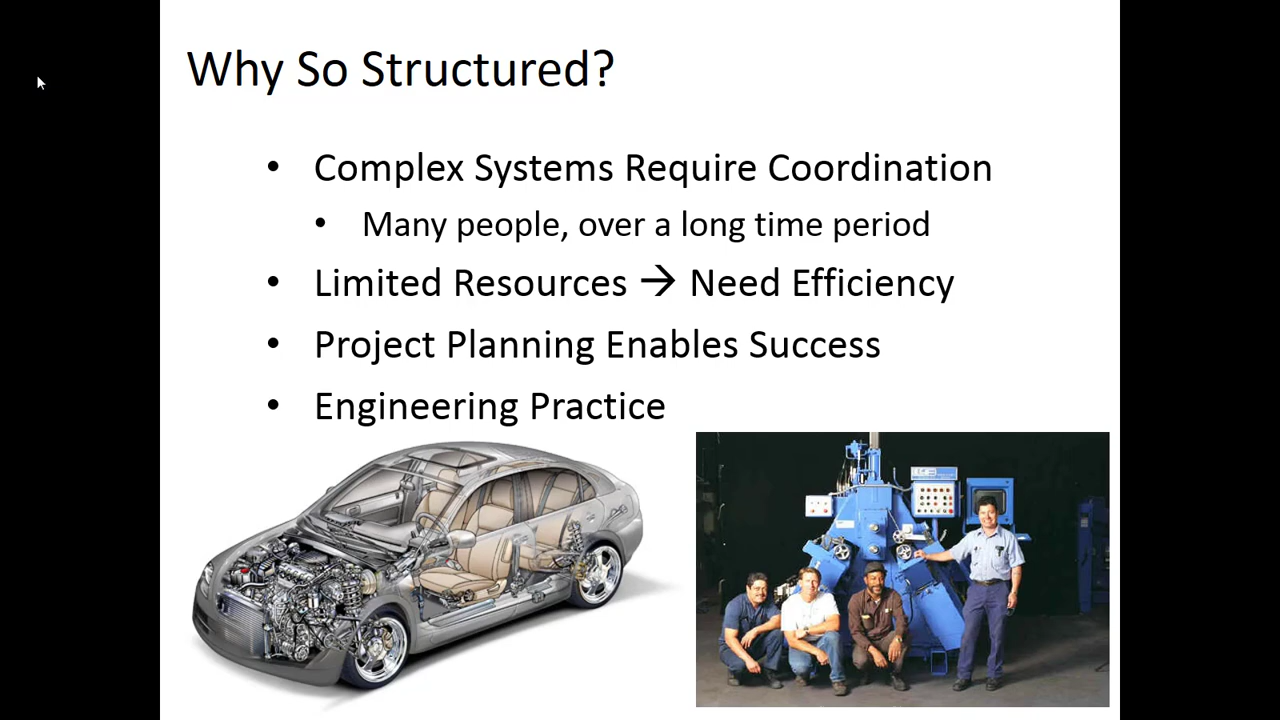 Why So Structured?
• Complex Systems Require Coordination
• Many people, over a long time period
• Limited Resources → Need Efficiency
• Project Planning Enables Success
• Engineering Practice